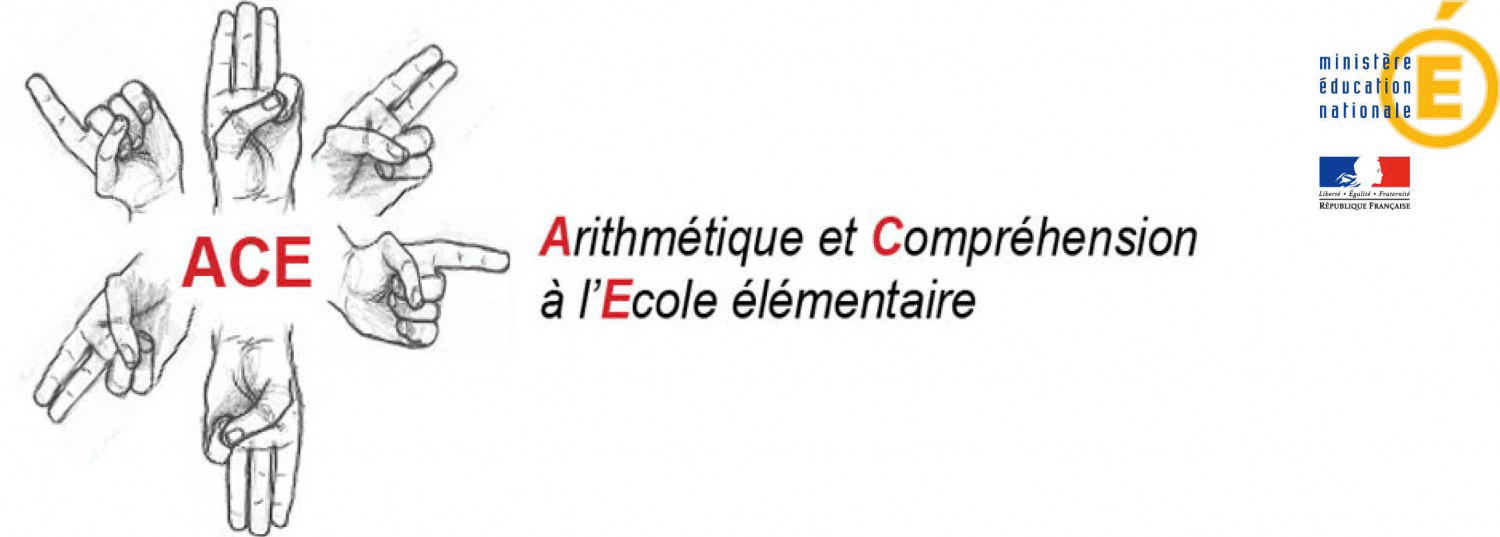 ACE
Arithmétique et Compréhension
à l'Ecole élémentaire
ministère
éducation
nationale
É
Liberté • Égalité • Fraternité
RÉPUBLIQUE FRANÇAISE